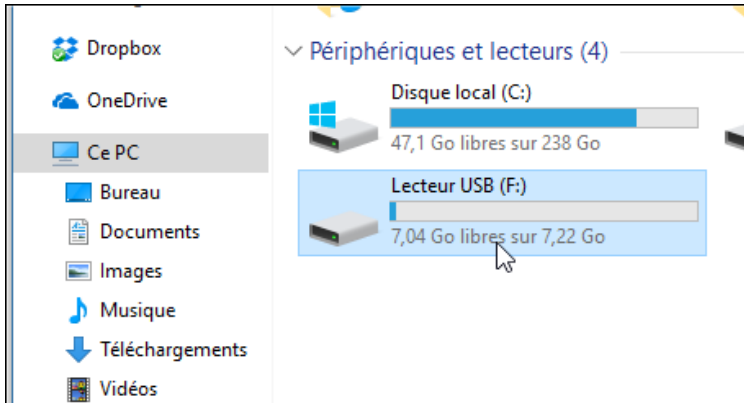 Dropbox
OneDrive
Ce PC
Bureau
Documents
Images
Musique
Téléchargements
Vidéos
Périphériques et lecteurs (4)
Disque local (C:)
47,1 Go libres sur 238 Go
Lecteur USB (F:)
7,04 Go libres sur 7,22 Go